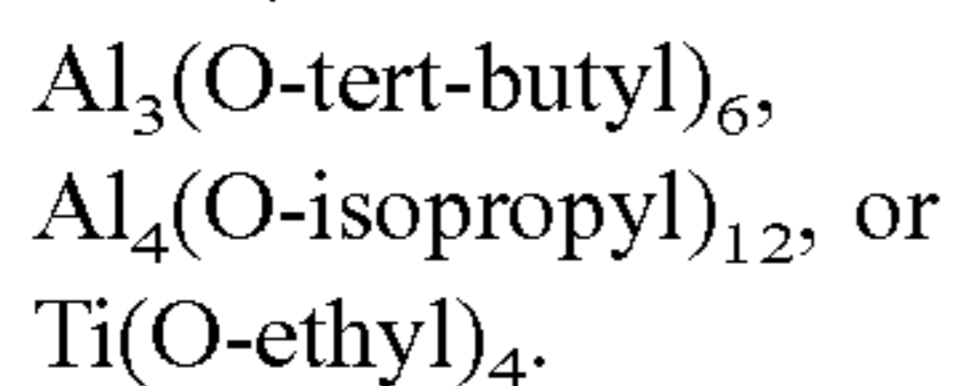 Al₃(O-tert-butyl)₆,
Al₄(O-isopropyl)₁₂, or
Ti(O-ethyl)₄.